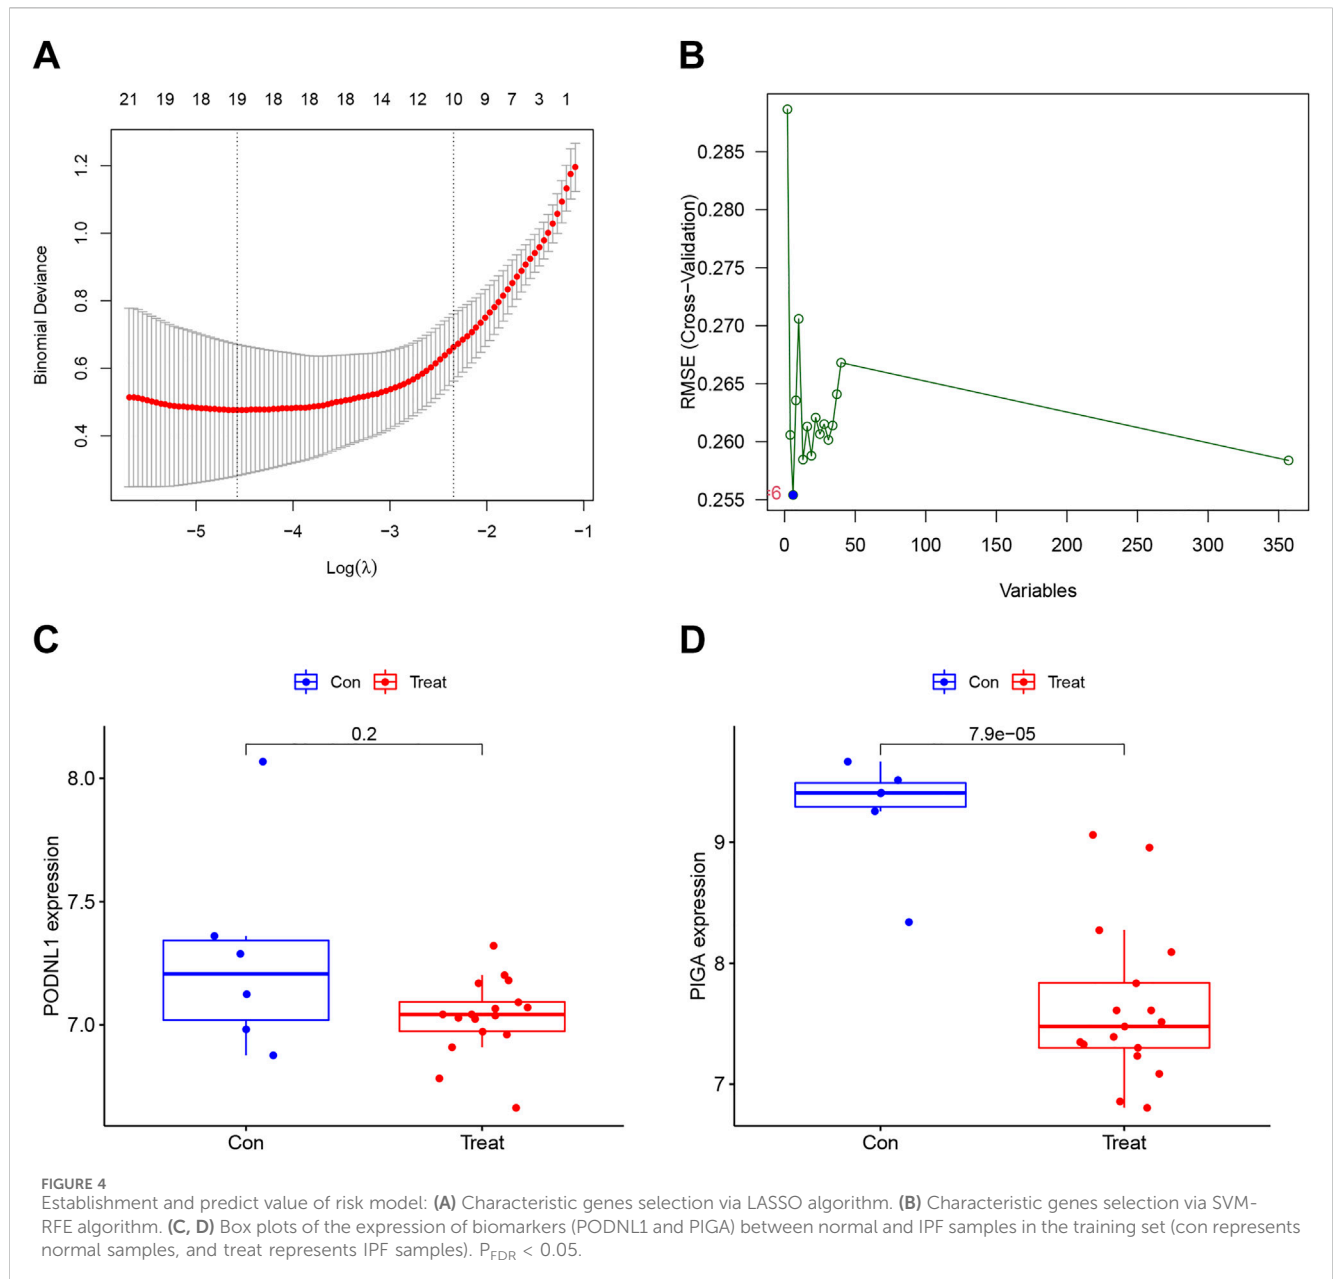 A
21 19 18 19 18 18 18 14 12 10 9 7 3 1
1.2
1.0
0.8
0.6
0.4
Binomial Deviance
−5 −4 −3 −2 −1
Log(λ)
B
0.285
0.280
0.275
0.270
0.265
0.260
0.255
RMSE (Cross−Validation)
0 50 100 150 200 250 300 350
Variables
C
Con Treat
0.2
8.0
7.5
7.0
PODNL1 expression
Con Treat
D
Con Treat
7.9e−05
9
8
7
PIGA expression
Con Treat
FIGURE 4
Establishment and predict value of risk model: (A) Characteristic genes selection via LASSO algorithm. (B) Characteristic genes selection via SVM-
RFE algorithm. (C, D) Box plots of the expression of biomarkers (PODNL1 and PIGA) between normal and IPF samples in the training set (con represents
normal samples, and treat represents IPF samples). PFDR < 0.05.